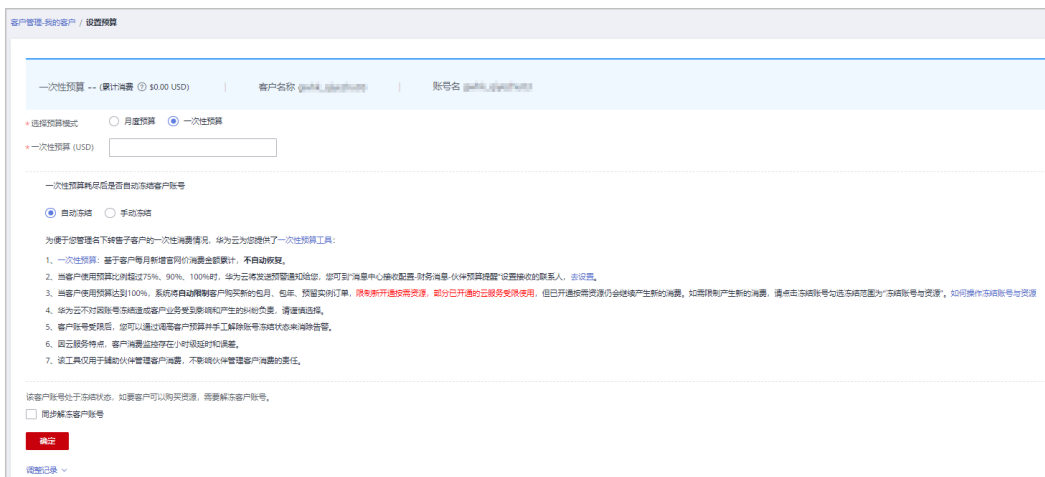 客户管理-我的客户 / 设置预算
一次性预算 -- (累计消费 ? $0.00 USD) | 客户名称 | 账号名
* 选择预算模式 月度预算 一次性预算
* 一次性预算 (USD)
一次性预算耗尽后是否自动冻结客户账号
自动冻结 手动冻结
为便于您管理名下转售子客户的一次性消费情况，华为云为您提供了一次性预算工具：
1、一次性预算：基于客户每月新增官网价消费金额累计，不自动恢复。
2、当客户使用预算比例超过75%、90%、100%时，华为云将发送预警通知给您，您可到“消息中心接收配置-财务消息-伙伴预算提醒”设置接收的联系人，去设置。
3、当客户使用预算达到100%，系统将自动限制客户购买新的包月、包年、预留实例订单，限制新开通按需资源，部分已开通的云服务受限使用，但已开通按需资源仍会继续产生新的消费。如需限制产生新的消费，请点击冻结账号勾选冻结范围为“冻结账号与资源”。如何操作冻结账号与资源
4、华为云不对因账号冻结造成客户业务受到影响和产生的纠纷负责，请谨慎选择。
5、客户账号受限后，您可以通过调高客户预算并手工解除账号冻结状态来消除告警。
6、因云服务特点，客户消费监控存在小时级延时和误差。
7、该工具仅用于辅助伙伴管理客户消费，不影响伙伴管理客户消费的责任。
该客户账号处于冻结状态，如要客户可以购买资源，需要解冻客户账号。
同步解冻客户账号
确定
调整记录